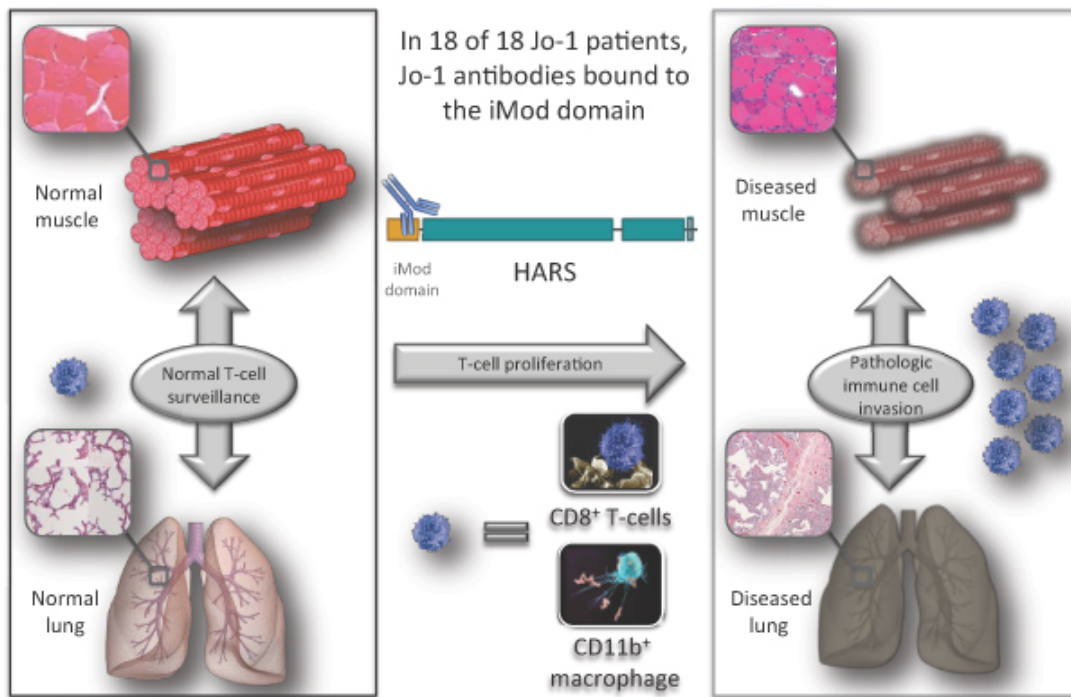 Normal
muscle
Normal T-cell
surveillance
Normal
lung
In 18 of 18 Jo-1 patients,
Jo-1 antibodies bound to
the iMod domain
iMod
domain
HARS
T-cell proliferation
CD8⁺ T-cells
CD11b⁺
macrophage
Diseased
muscle
Pathologic
immune cell
invasion
Diseased
lung